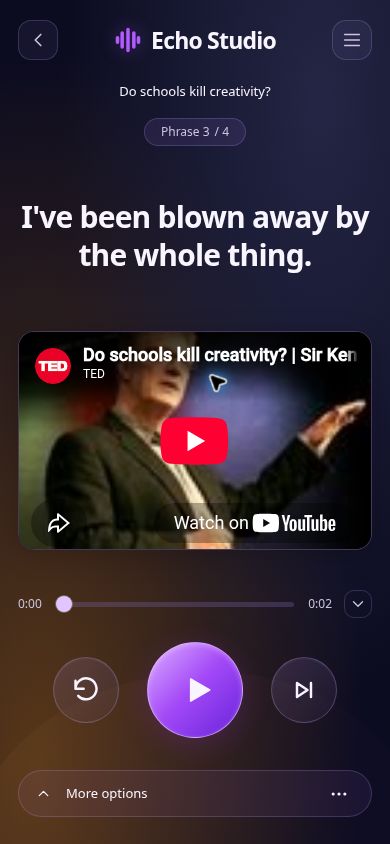 Echo Studio
Do schools kill creativity?
Phrase 3 / 4
I've been blown away by
the whole thing.
TED
Do schools kill creativity? | Sir Ken
TED
Watch on YouTube
0:00
0:02
More options